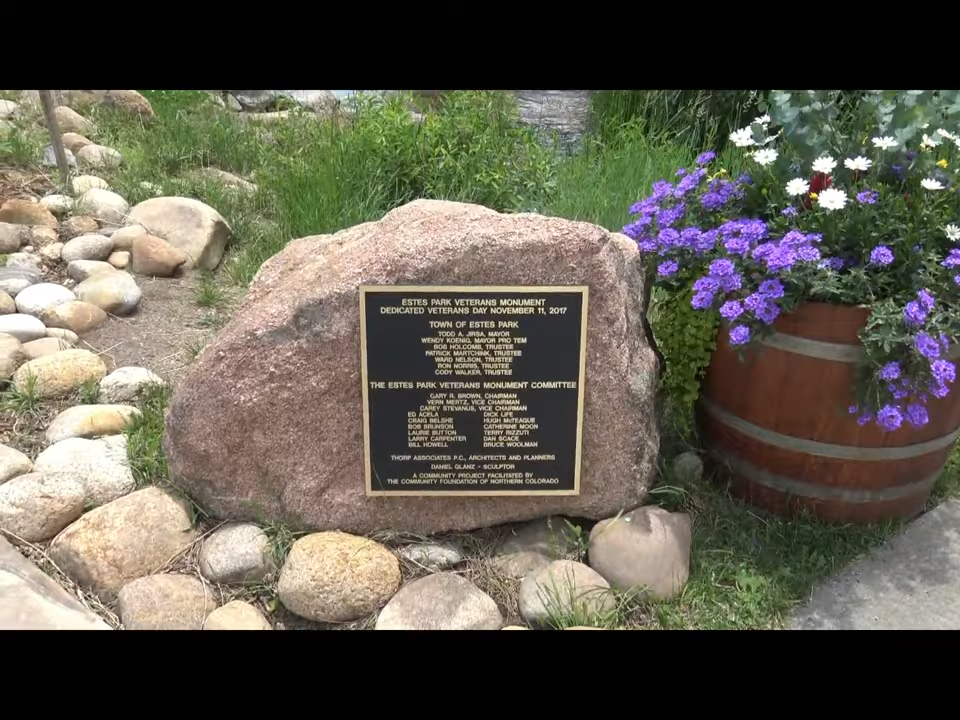 ESTES PARK VETERANS MONUMENT
DEDICATED VETERANS DAY NOVEMBER 11, 2017
TOWN OF ESTES PARK
TODD A. JIRSA, MAYOR
WENDY KOENIG, MAYOR PRO TEM
BOB HOLCOMB, TRUSTEE
PATRICK MARTCHINK, TRUSTEE
WARD NELSON, TRUSTEE
RON NORRIS, TRUSTEE
CODY WALKER, TRUSTEE
THE ESTES PARK VETERANS MONUMENT COMMITTEE
GARY R. BROWN, CHAIRMAN
VERN MERTZ, VICE CHAIRMAN
CAREY STEVANUS, VICE CHAIRMAN
ED ACELA DICK LIFE
CRAIG BELSHE HUGH McTEAGUE
BOB BRUNSON CATHERINE MOON
LAURIE BUTTON TERRY RIZZUTI
LARRY CARPENTER DAN SCACE
BILL HOWELL BRUCE WOOLMAN
THORP ASSOCIATES P.C., ARCHITECTS AND PLANNERS
DANIEL GLANZ - SCULPTOR
A COMMUNITY PROJECT FACILITATED BY
THE COMMUNITY FOUNDATION OF NORTHERN COLORADO